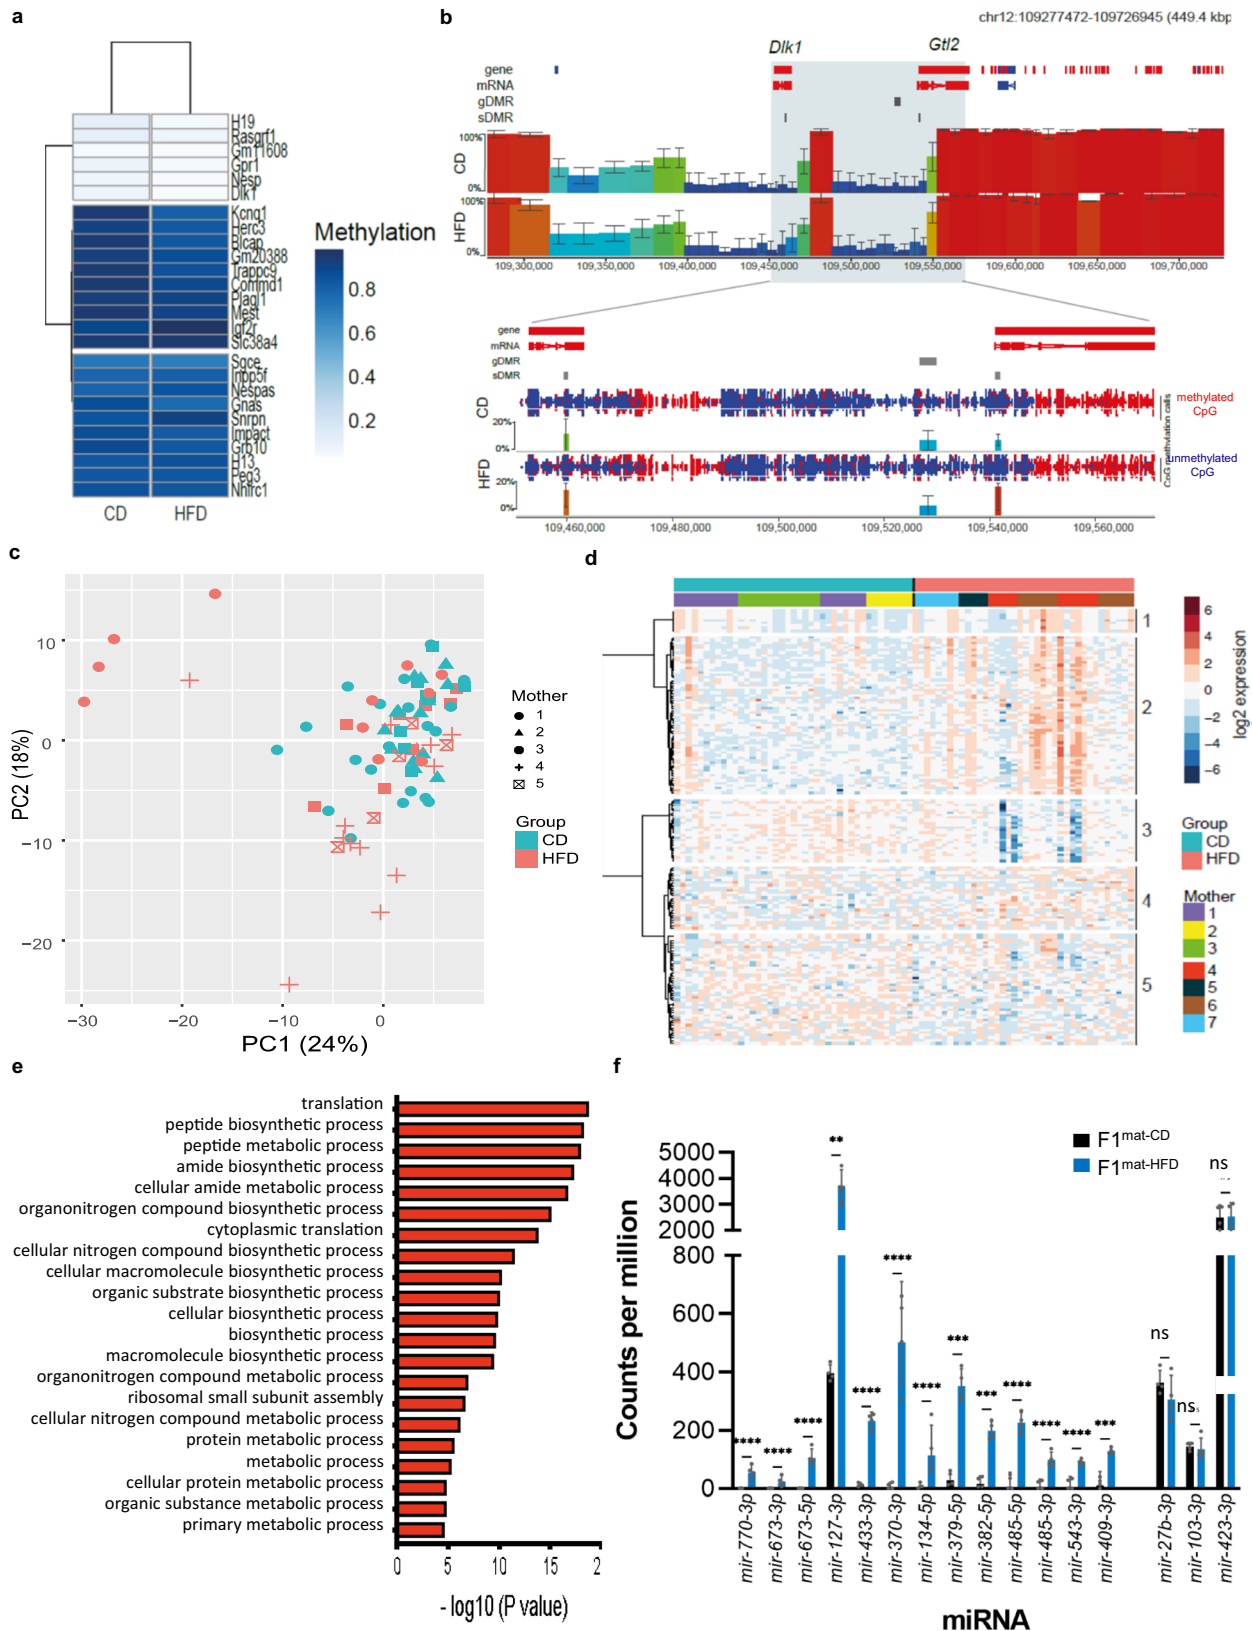 a
H19
Rasgrf1
Gm11608
Gpr1
Nesp
Dlk1
Kcnq1
Herc3
Blcap
Gm20388
Trappc9
Commd1
Plagl1
Mest
Igf2r
Slc38a4
Sgce
Inpp5f
Nespas
Gnas
Snrpn
Impact
Grb10
H13
Peg3
Nhlrc1
CD HFD
Methylation
0.8
0.6
0.4
0.2
b
chr12:109277472-109726945 (449.4 kbp
Dlk1 Gtl2
gene
mRNA
gDMR
sDMR
100%
CD
0%
100%
HFD
0%
109,300,000 109,350,000 109,400,000 109,450,000 109,500,000 109,550,000 109,600,000 109,650,000 109,700,000
gene
mRNA
gDMR
sDMR
CD
20%
0%
HFD
20%
0%
CpG methylation calls
methylated
CpG
unmethylated
CpG
109,460,000 109,480,000 109,500,000 109,520,000 109,540,000 109,560,000
c
PC2 (18%)
10
0
−10
−20
−30 −20 −10 0
PC1 (24%)
Mother
1
2
3
4
5
Group
CD
HFD
d
1
2
3
4
5
6
4
2
0
−2
−4
−6
log2 expression
Group
CD
HFD
Mother
1
2
3
4
5
6
7
e
translation
peptide biosynthetic process
peptide metabolic process
amide biosynthetic process
cellular amide metabolic process
organonitrogen compound biosynthetic process
cytoplasmic translation
cellular nitrogen compound biosynthetic process
cellular macromolecule biosynthetic process
organic substrate biosynthetic process
cellular biosynthetic process
biosynthetic process
macromolecule biosynthetic process
organonitrogen compound metabolic process
ribosomal small subunit assembly
cellular nitrogen compound metabolic process
protein metabolic process
metabolic process
cellular protein metabolic process
organic substance metabolic process
primary metabolic process
0 5 10 15 2
- log10 (P value)
f
F1mat-CD
F1mat-HFD
Counts per million
5000
4000
3000
2000
800
600
400
200
0
**** **** **** ** **** **** **** *** *** **** **** **** *** ns ns ns
mir-770-3p
mir-673-3p
mir-673-5p
mir-127-3p
mir-433-3p
mir-370-3p
mir-134-5p
mir-379-5p
mir-382-5p
mir-485-5p
mir-485-3p
mir-543-3p
mir-409-3p
mir-27b-3p
mir-103-3p
mir-423-3p
miRNA